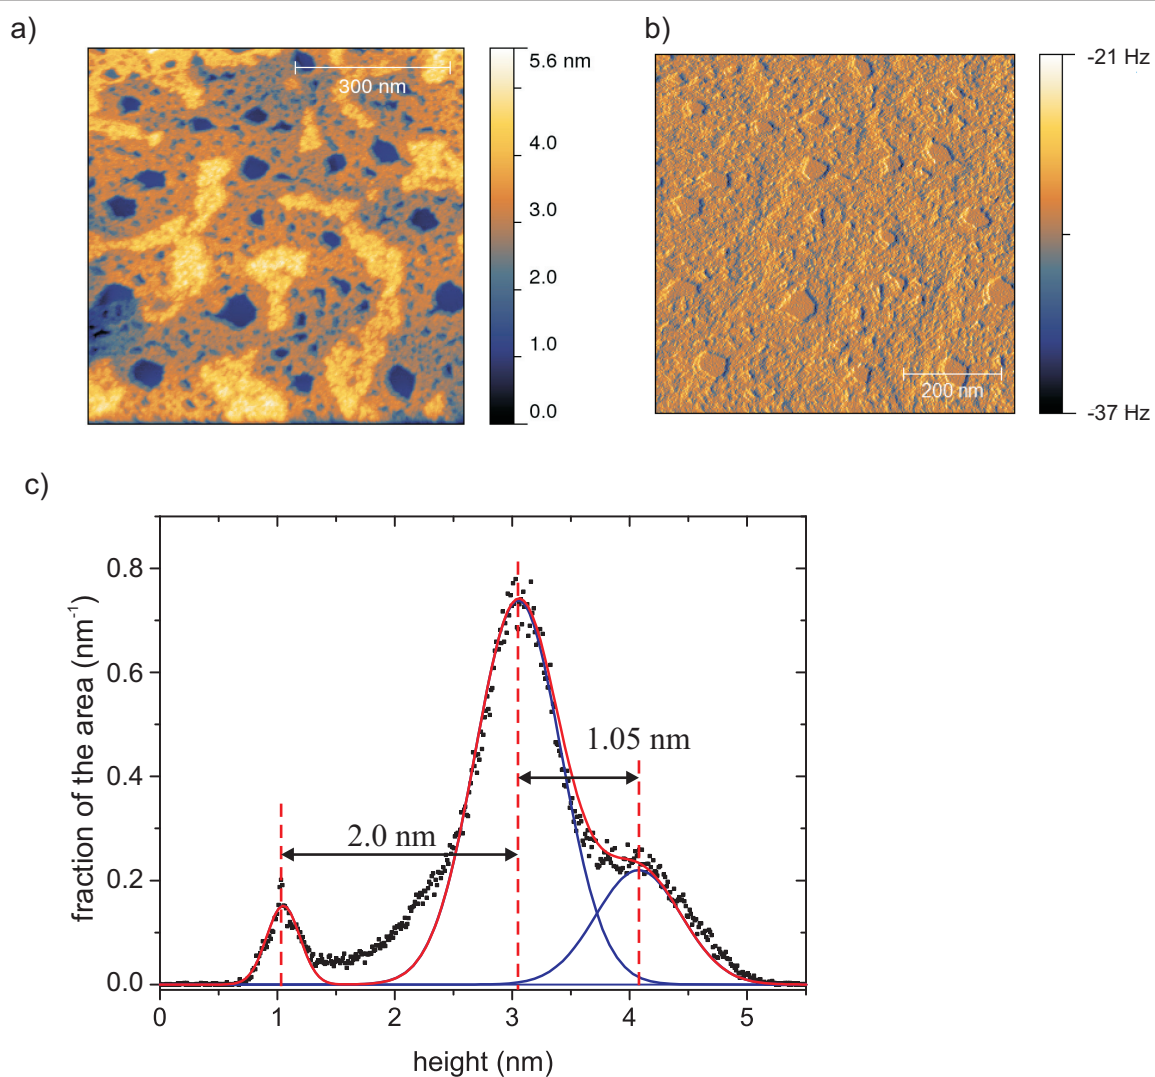 a)
300 nm
5.6 nm
4.0
3.0
2.0
1.0
0.0
b)
200 nm
-21 Hz
-37 Hz
c)
fraction of the area (nm⁻¹)
0.8
0.6
0.4
0.2
0.0
1.05 nm
2.0 nm
0 1 2 3 4 5
height (nm)